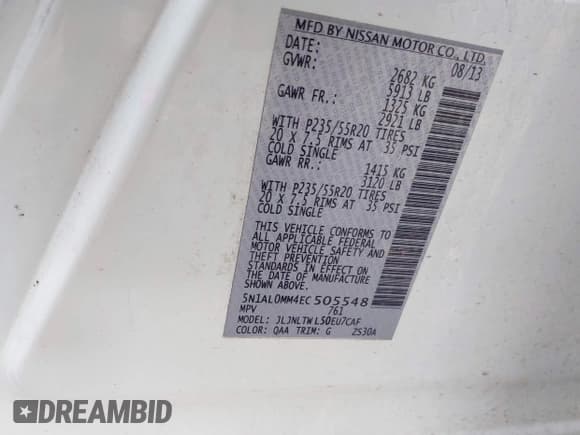 MFD BY NISSAN MOTOR CO., LTD.
DATE: 08/13
GVWR: 2682 KG
5913 LB
GAWR FR.: 1325 KG
2921 LB
WITH P235/55R20 TIRES
20 X 7.5 RIMS AT 35 PSI
COLD SINGLE
GAWR RR.: 1415 KG
3120 LB
WITH P235/55R20 TIRES
20 X 7.5 RIMS AT 35 PSI
COLD SINGLE
THIS VEHICLE CONFORMS TO
ALL APPLICABLE FEDERAL
MOTOR VEHICLE SAFETY AND
THEFT PREVENTION
STANDARDS IN EFFECT ON
THE DATE OF MANUFACTURE
SHOWN ABOVE.
5N1AL0MM4EC505548
MPV 761
MODEL: JLJNLTWL50EU7CAF
COLOR: QAA TRIM: G ZS30A
DREAMBID